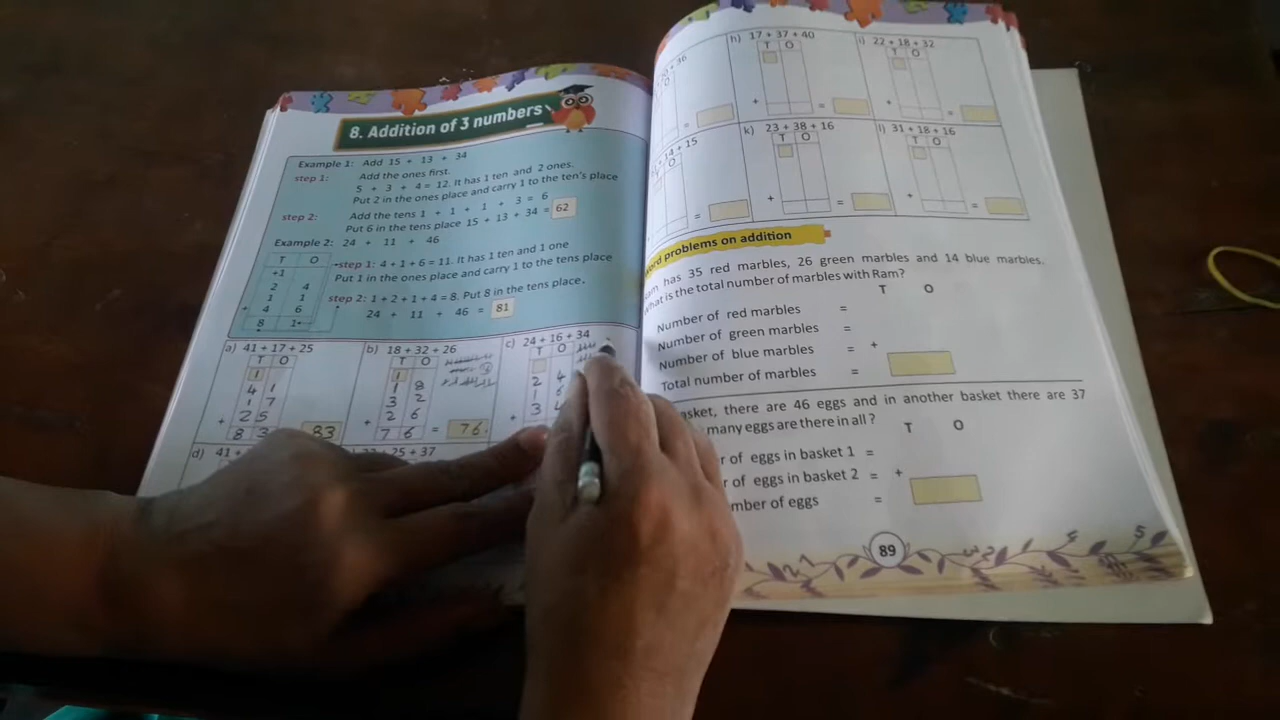 8. Addition of 3 numbers
Example 1: Add 15 + 13 + 34
step 1: Add the ones first.
5 + 3 + 4 = 12. It has 1 ten and 2 ones.
Put 2 in the ones place and carry 1 to the ten's place
step 2: Add the tens 1 + 1 + 1 + 3 = 6
Put 6 in the tens place 15 + 13 + 34 = 62
Example 2: 24 + 11 + 46
T O
+1
2 4
1 1
+ 4 6
8 1
step 1: 4 + 1 + 6 = 11. It has 1 ten and 1 one
Put 1 in the ones place and carry 1 to the tens place
step 2: 1 + 2 + 1 + 4 = 8. Put 8 in the tens place.
24 + 11 + 46 = 81
a) 41 + 17 + 25
T O
1
4 1
1 7
+ 2 5
8 3 83
b) 18 + 32 + 26
T O
1
1 8
3 2
+ 2 6
7 6 = 76
c) 24 + 16 + 34
T O
2 4
1 6
+ 3 4
d) 41 +
25 + 37
+ 36
O
=
h) 17 + 37 + 40
T O
+ =
i) 22 + 18 + 32
T O
+ =
+ 14 + 15
O
=
k) 23 + 38 + 16
T O
+ =
l) 31 + 18 + 16
T O
+ =
Word problems on addition
has 35 red marbles, 26 green marbles and 14 blue marbles.
What is the total number of marbles with Ram?
T O
Number of red marbles =
Number of green marbles =
Number of blue marbles = +
Total number of marbles =
there are 46 eggs and in another basket there are 37
many eggs are there in all ?
T O
of eggs in basket 1 =
of eggs in basket 2 = +
of eggs =
89